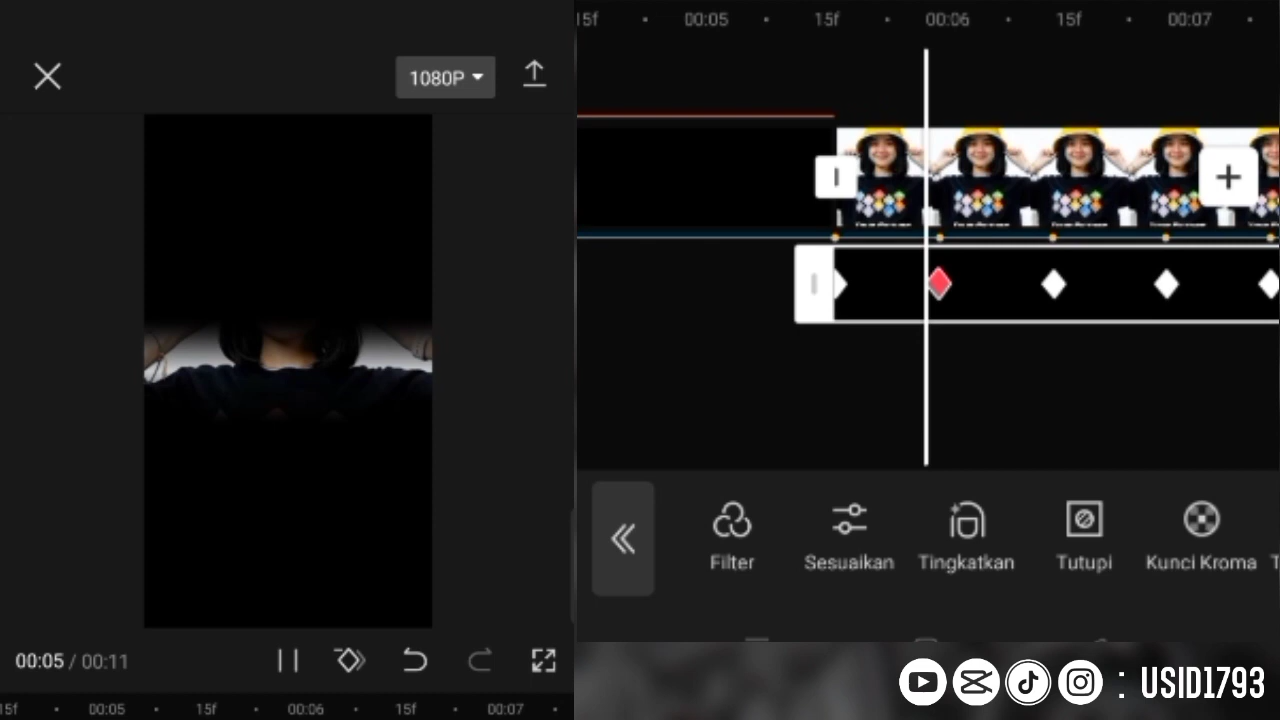 1080P
00:05 / 00:11
15f 00:05 15f 00:06 15f 00:07
15f 00:05 15f 00:06 15f 00:07
Filter Sesuaikan Tingkatkan Tutupi Kunci Kroma
: USID1793